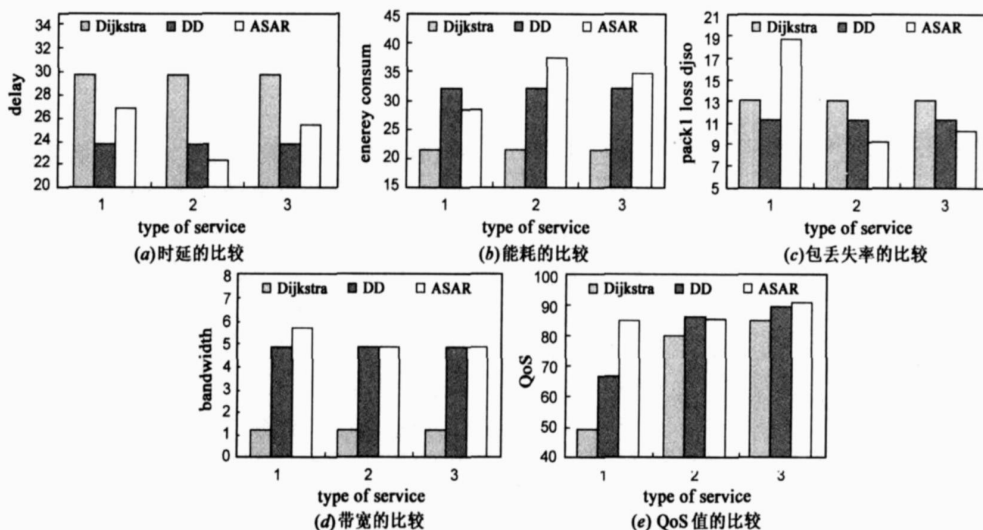 35
30
28
26
24
22
20
delay
Dijkstra DD ASAR
1 2 3
type of service
(a)时延的比较
45
40
35
30
25
20
15
enerey consum
Dijkstra DD ASAR
1 2 3
type of service
(b)能耗的比较
21
19
17
15
13
11
9
7
5
pack1 loss djso
Dijkstra DD ASAR
1 2 3
type of service
(c)包丢失率的比较
8
7
6
5
4
3
2
1
0
bandwidth
Dijkstra DD ASAR
1 2 3
type of service
(d)带宽的比较
100
90
80
70
60
50
40
QoS
Dijkstra DD ASAR
1 2 3
type of service
(e) QoS值的比较